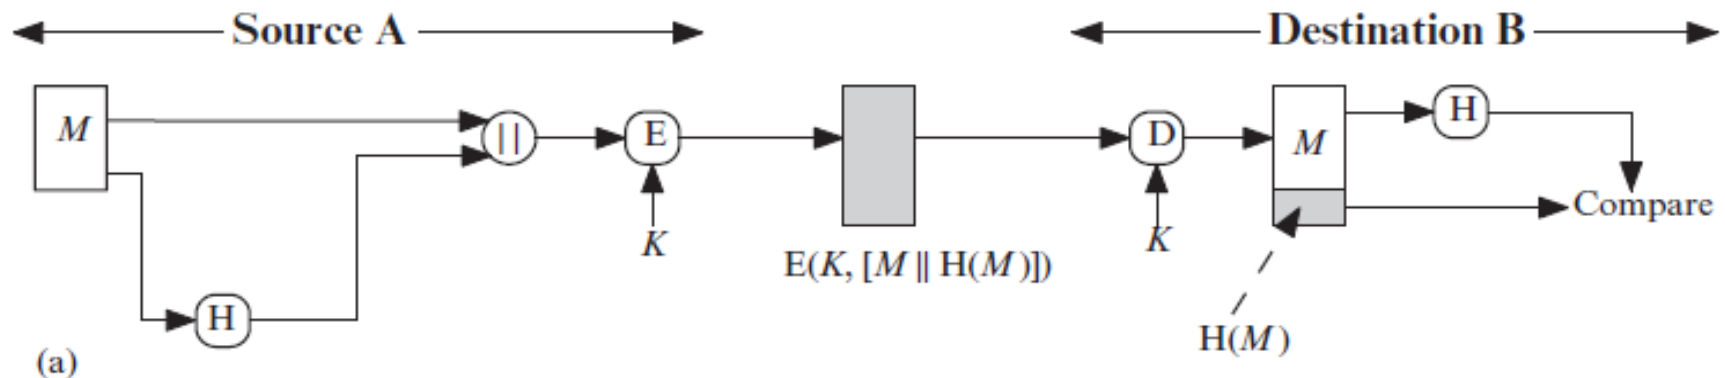 Source A
Destination B
M
||
E
D
M
H
K
K
Compare
E(K, [M || H(M)])
H
H(M)
(a)